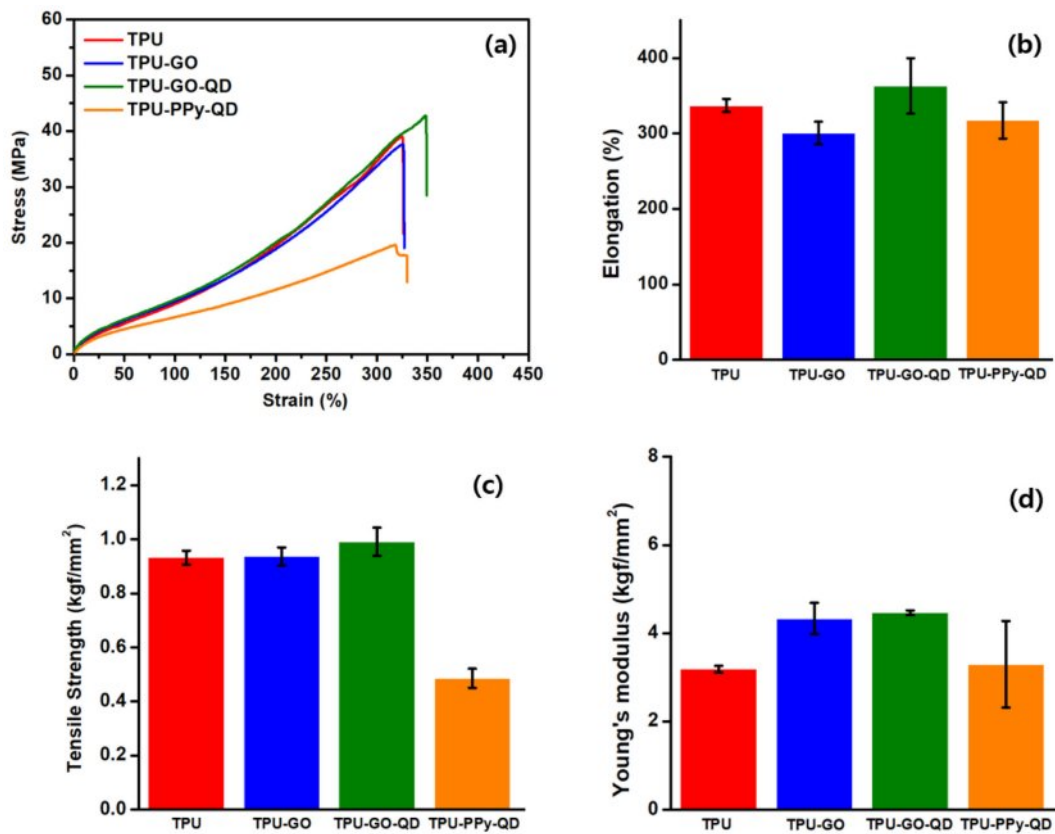 (a)
TPU
TPU-GO
TPU-GO-QD
TPU-PPy-QD
Stress (MPa)
60
50
40
30
20
10
0
0 50 100 150 200 250 300 350 400 450
Strain (%)
(b)
Elongation (%)
400
300
200
100
0
TPU TPU-GO TPU-GO-QD TPU-PPy-QD
(c)
Tensile Strength (kgf/mm²)
1.2
1.0
0.8
0.6
0.4
0.2
0.0
TPU TPU-GO TPU-GO-QD TPU-PPy-QD
(d)
Young's modulus (kgf/mm²)
8
6
4
2
0
TPU TPU-GO TPU-GO-QD TPU-PPy-QD